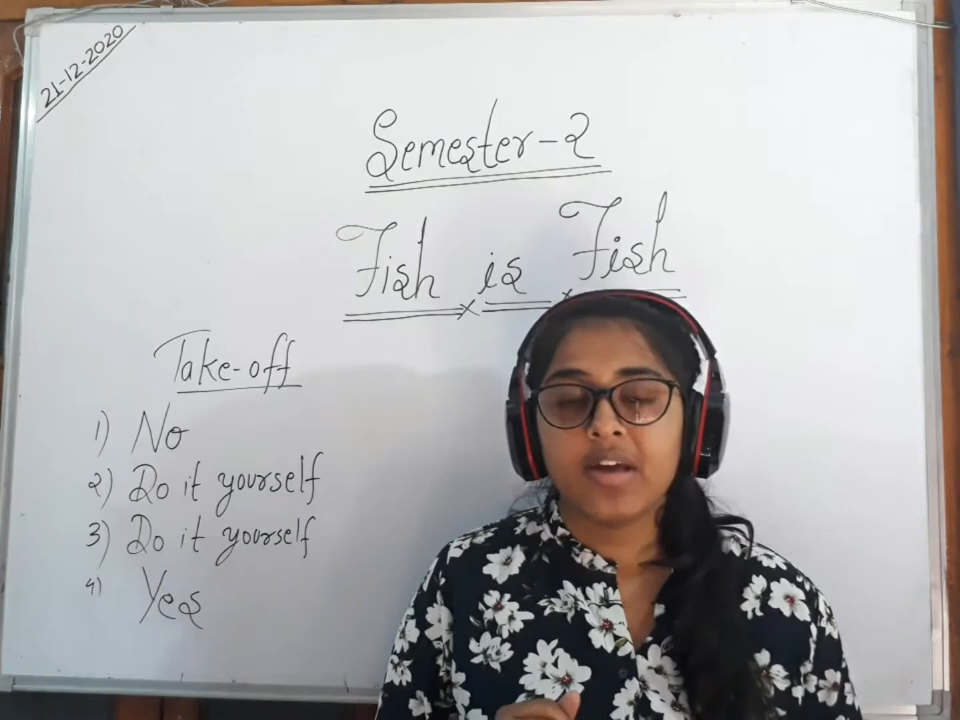 21-12-2020
Semester-2
Fish is Fish
Take-off
1) No
2) Do it yourself
3) Do it yourself
4) Yes